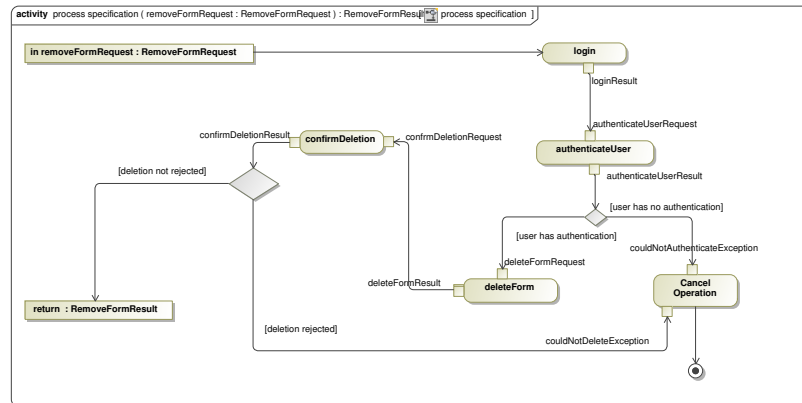 activity process specification ( removeFormRequest : RemoveFormRequest ) : RemoveFormResul process specification ]
in removeFormRequest : RemoveFormRequest
login
loginResult
authenticateUserRequest
authenticateUser
authenticateUserResult
confirmDeletionResult
confirmDeletion
confirmDeletionRequest
[deletion not rejected]
[user has no authentication]
[user has authentication]
couldNotAuthenticateException
deleteFormRequest
deleteFormResult
deleteForm
Cancel
Operation
return : RemoveFormResult
[deletion rejected]
couldNotDeleteException